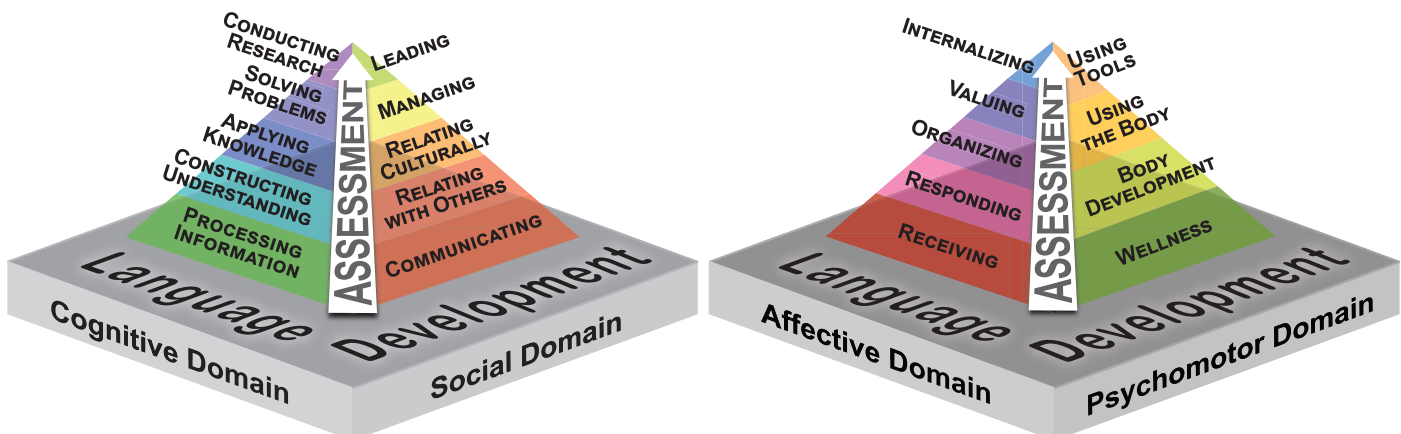 CONDUCTING
RESEARCH
SOLVING
PROBLEMS
APPLYING
KNOWLEDGE
CONSTRUCTING
UNDERSTANDING
PROCESSING
INFORMATION
ASSESSMENT
LEADING
MANAGING
RELATING
CULTURALLY
RELATING
WITH OTHERS
COMMUNICATING
Language
Development
Cognitive Domain
Social Domain
INTERNALIZING
VALUING
ORGANIZING
RESPONDING
RECEIVING
ASSESSMENT
USING
TOOLS
USING
THE BODY
BODY
DEVELOPMENT
WELLNESS
Language
Development
Affective Domain
Psychomotor Domain